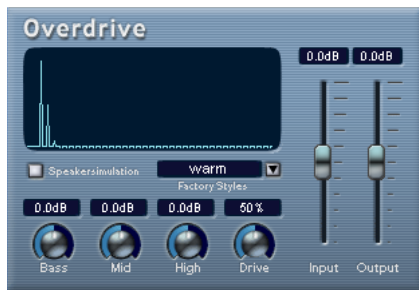 Overdrive
0.0dB 0.0dB
Speakersimulation warm
Factory Styles
0.0dB 0.0dB 0.0dB 50%
Bass Mid High Drive Input Output